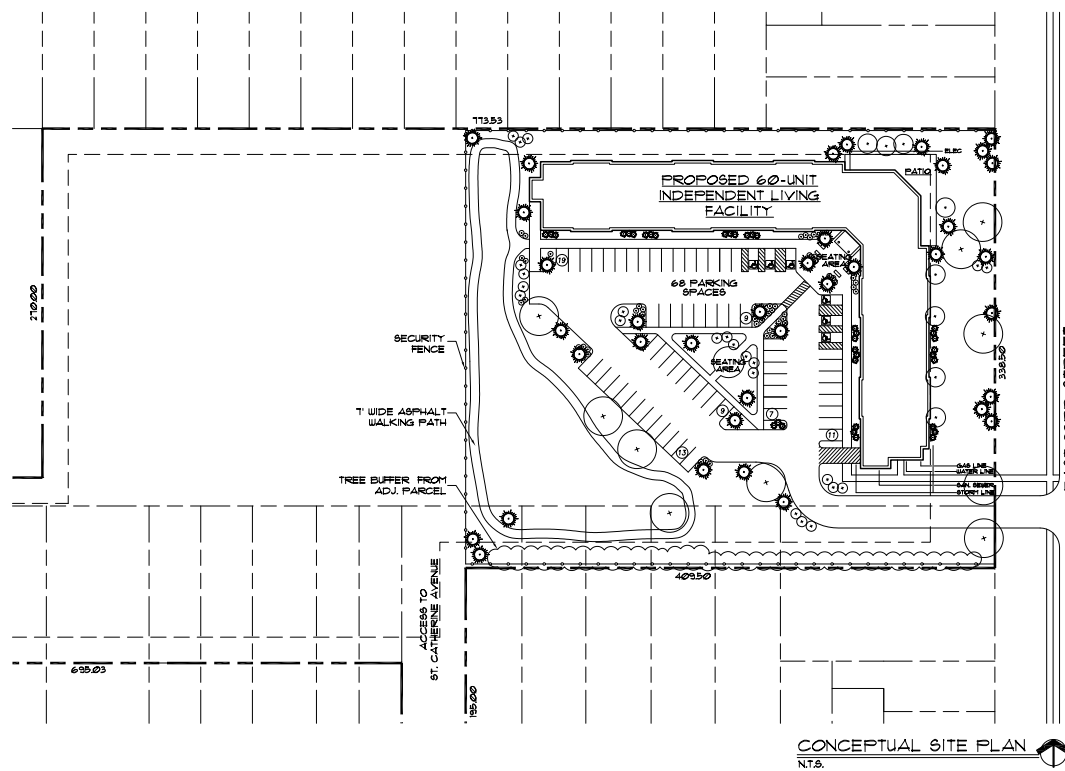 773.53
ELEC
PATIO
PROPOSED 60-UNIT
INDEPENDENT LIVING
FACILITY
SEATING
AREA
19
68 PARKING
SPACES
270.00
9
338.50
SECURITY
FENCE
SEATING
AREA
7' WIDE ASPHALT
WALKING PATH
9
7
11
13
GAS LINE
WATER LINE
SAN. SEWER
STORM LINE
TREE BUFFER FROM
ADJ. PARCEL
409.50
ACCESS TO
ST. CATHERINE AVENUE
695.03
195.00
CONCEPTUAL SITE PLAN
N.T.S.